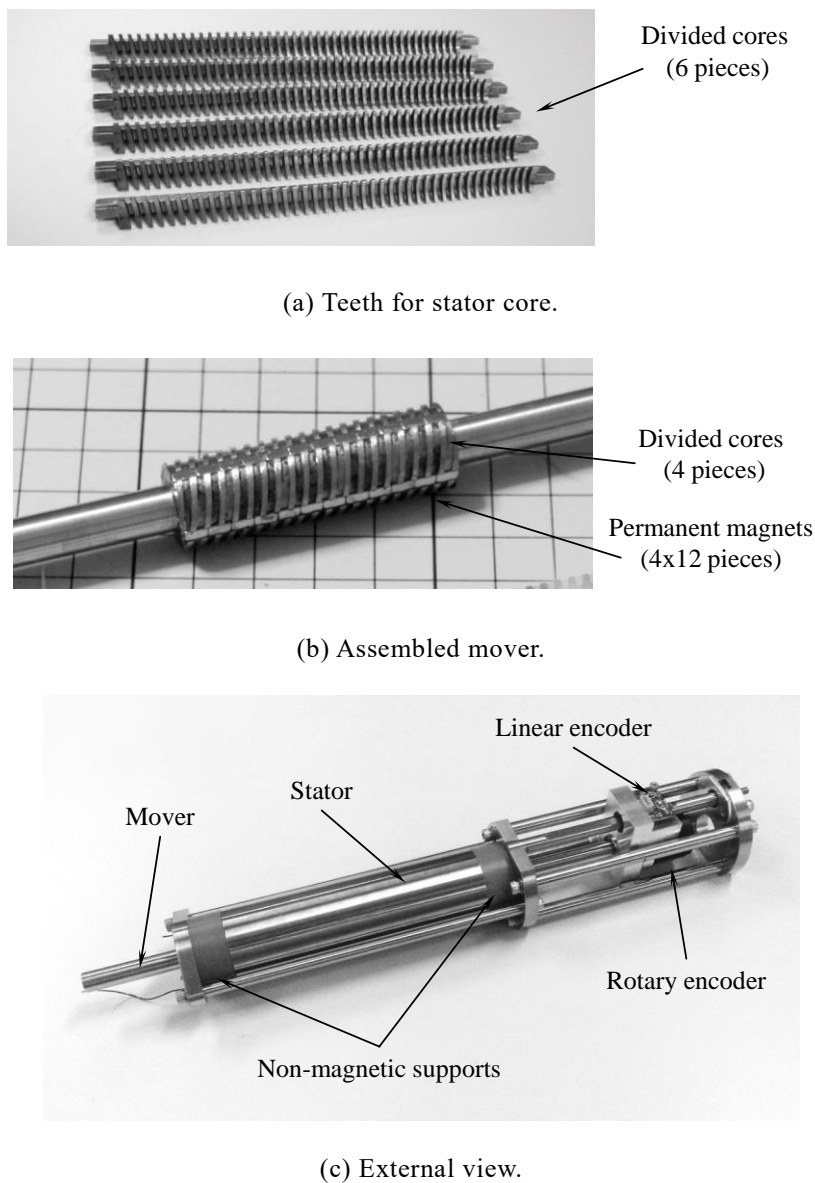 Divided cores
(6 pieces)
(a) Teeth for stator core.
Divided cores
(4 pieces)
Permanent magnets
(4x12 pieces)
(b) Assembled mover.
Linear encoder
Stator
Mover
Rotary encoder
Non-magnetic supports
(c) External view.